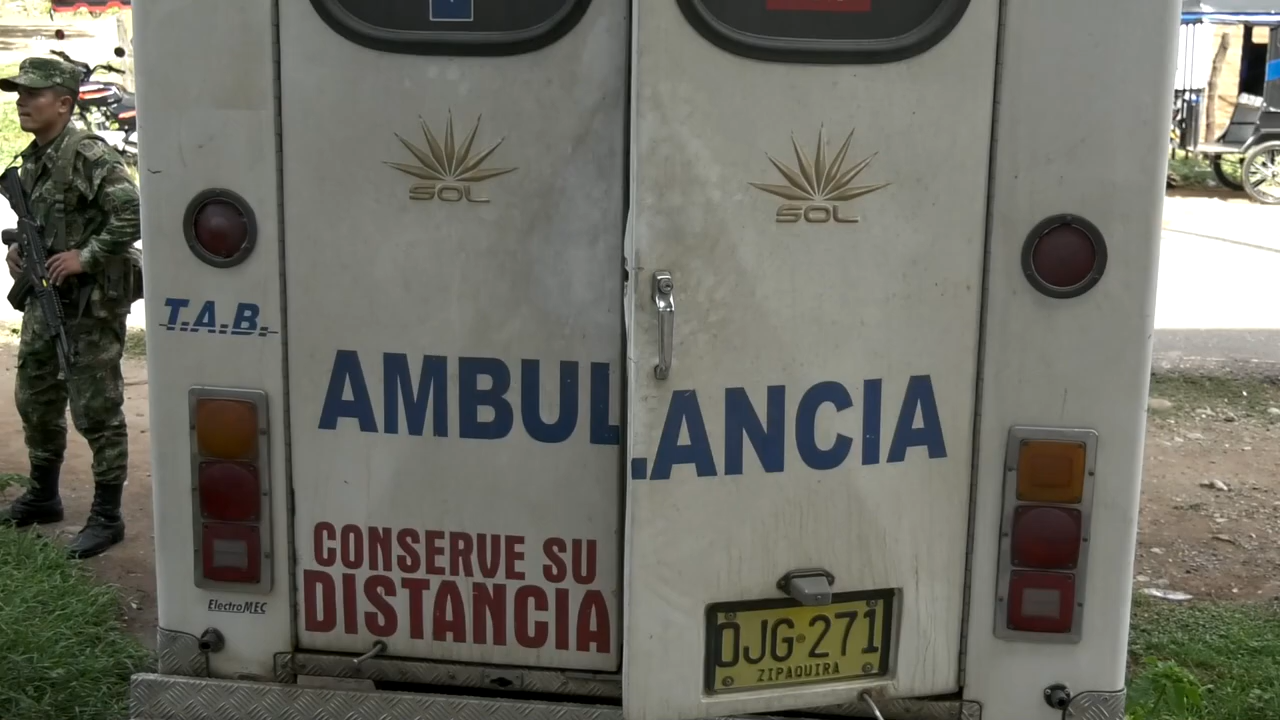 SOL
SOL
T.A.B.
AMBULANCIA
CONSERVE SU
DISTANCIA
ElectroMEC
OJG·271
ZIPAQUIRA